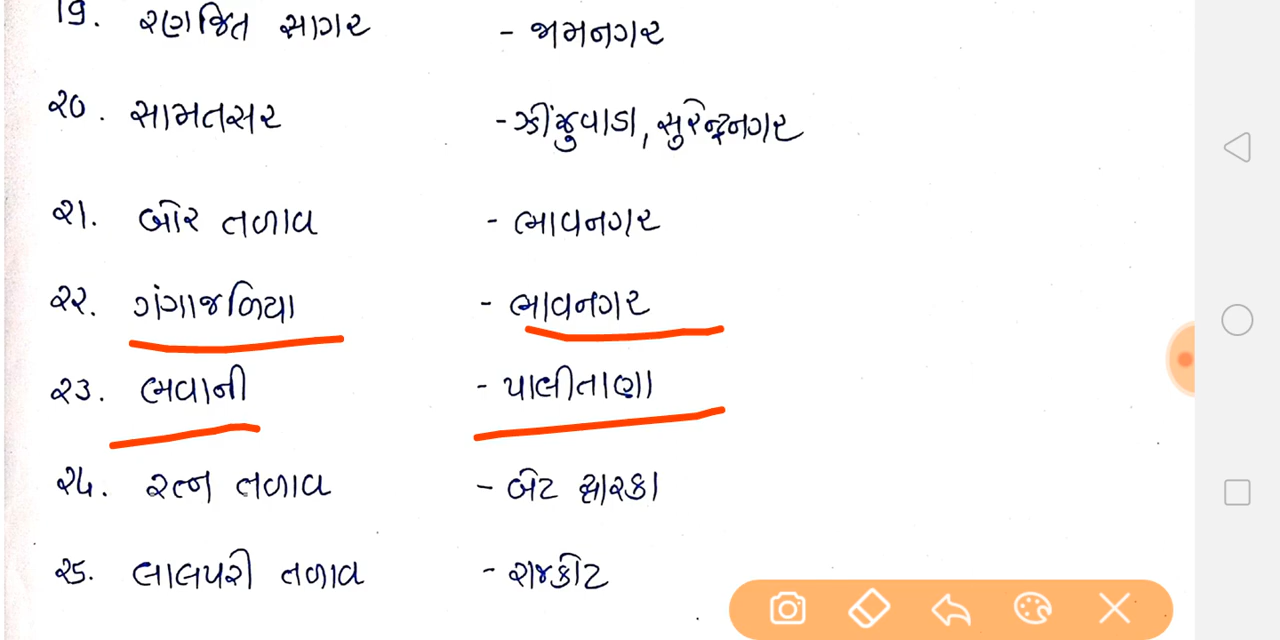 ૧૯. રણજિત સાગર - જામનગર
૨૦. સામતસર - ઝીંઝુવાડા, સુરેન્દ્રનગર
૨૧. બોર તળાવ - ભાવનગર
૨૨. ગંગાજળિયા - ભાવનગર
૨૩. ભવાની - પાલીતાણા
૨૪. રત્ન તળાવ - બેટ દ્વારકા
૨૫. લાલપરી તળાવ - રાજકોટ